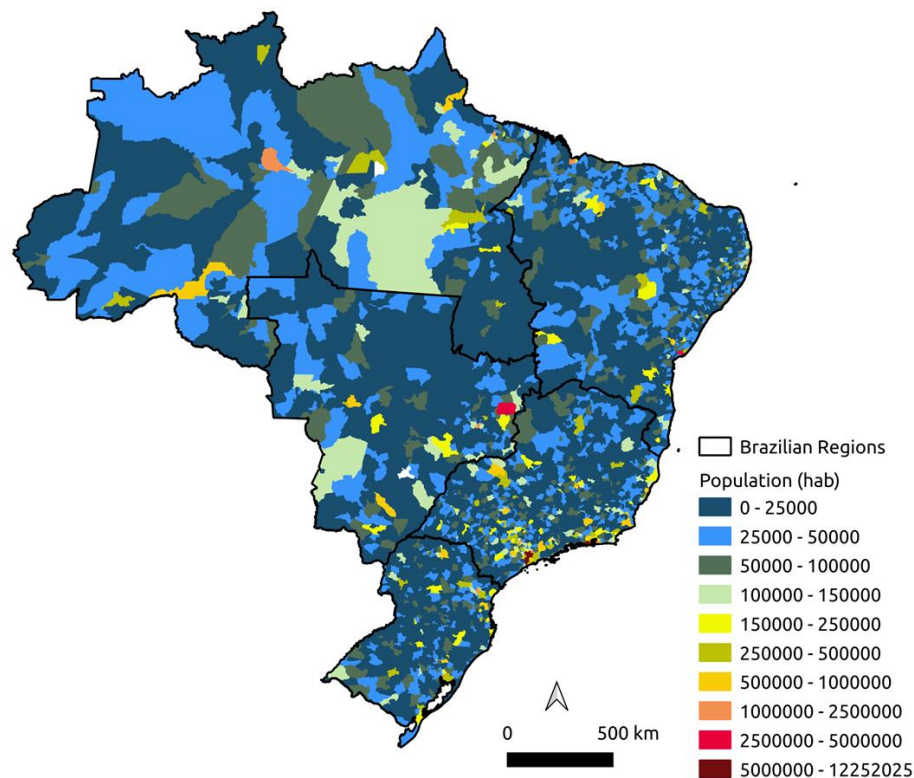 Brazilian Regions
Population (hab)
0 - 25000
25000 - 50000
50000 - 100000
100000 - 150000
150000 - 250000
250000 - 500000
500000 - 1000000
1000000 - 2500000
2500000 - 5000000
5000000 - 12252025
0 500 km